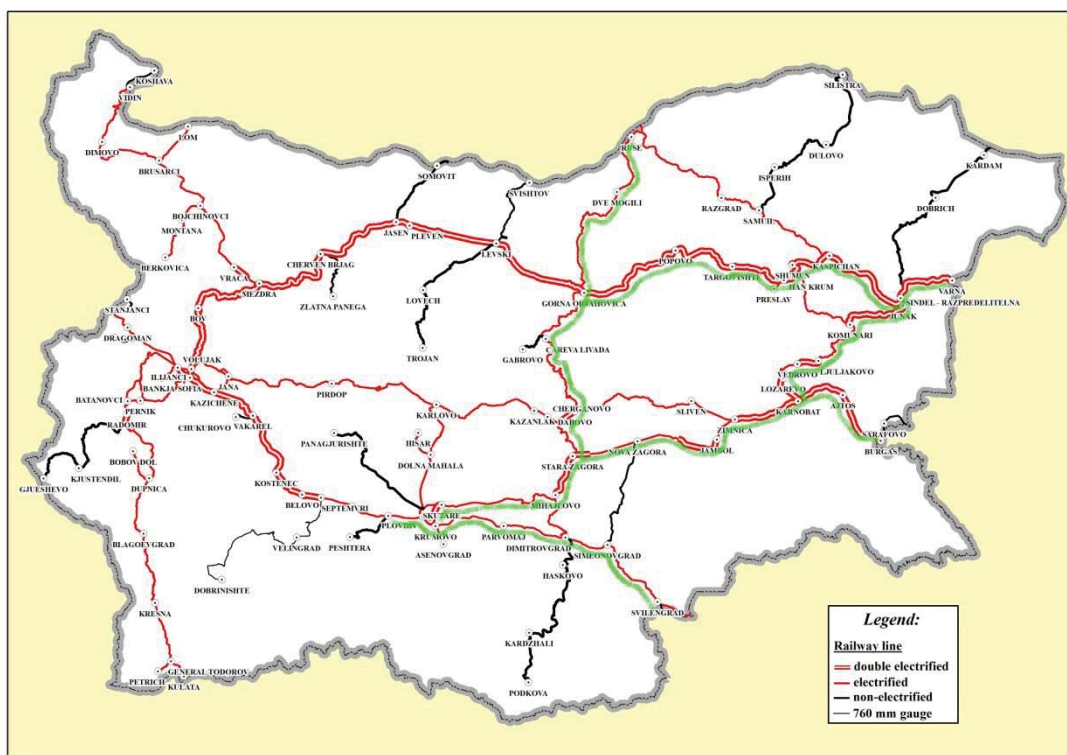 KOSHAVA
VIDIN
SILISTRA
LOM
RUSE
DIMOVO
DULOVO
KARDAM
BRUSARCI
SOMOVIT
ISPERIH
SVISHTOV
DVE MOGILI
RAZGRAD
DOBRICH
BOJCHINOVCI
SAMUIL
MONTANA
JASEN
PLEVEN
LEVSKI
POPOVO
BERKOVICA
CHERVEN BRJAG
TARGOVISHTE
SHUMEN
KASPICHAN
VRACA
MEZDRA
HAN KRUM
VARNA
LOVECH
GORNA ORJAHOVICA
PRESLAV
SINDEL - RAZPREDELITELNA
ZLATNA PANEGA
STANJANCI
JUNAK
BOV
KOMUNARI
DRAGOMAN
CAREVA LIVADA
TROJAN
GABROVO
VOLUJAK
LJULJAKOVO
VEDROVO
ILIJANCI
BANKJA
SOFIA
JANA
LOZAREVO
PIRDOP
AJTOS
BATANOVCI
KAZICHENE
KARLOVO
CHERGANOVO
SLIVEN
KARNOBAT
PERNIK
KAZANLAK
DABOVO
RADOMIR
CHUKUROVO
VAKAREL
ZIMNICA
SARAFOVO
PANAGJURISHTE
HISAR
BURGAS
BOBOV DOL
DOLNA MAHALA
NOVA ZAGORA
JAMBOL
KJUSTENDIL
STARA ZAGORA
GJUESHEVO
KOSTENEC
DUPNICA
BELOVO
SEPTEMVRI
MIHAJLOVO
SKUTARE
PLOVDIV
KRUMOVO
PARVOMAJ
VELINGRAD
PESHTERA
DIMITROVGRAD
BLAGOEVGRAD
ASENOVGRAD
SIMEONOVGRAD
HASKOVO
DOBRINISHTE
KRESNA
SVILENGRAD
KARDZHALI
GENERAL TODOROV
PETRICH
KULATA
PODKOVA
Legend:
Railway line
double electrified
electrified
non-electrified
760 mm gauge